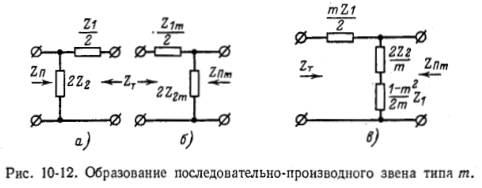 Z1/2
Z1m/2
mZ1/2
Zп
2Z2
Zт
2Z2m
Zпm
Zт
2Z2/m
Zпm
1-m²/2m Z1
а)
б)
в)
Рис. 10-12. Образование последовательно-производного звена типа m.